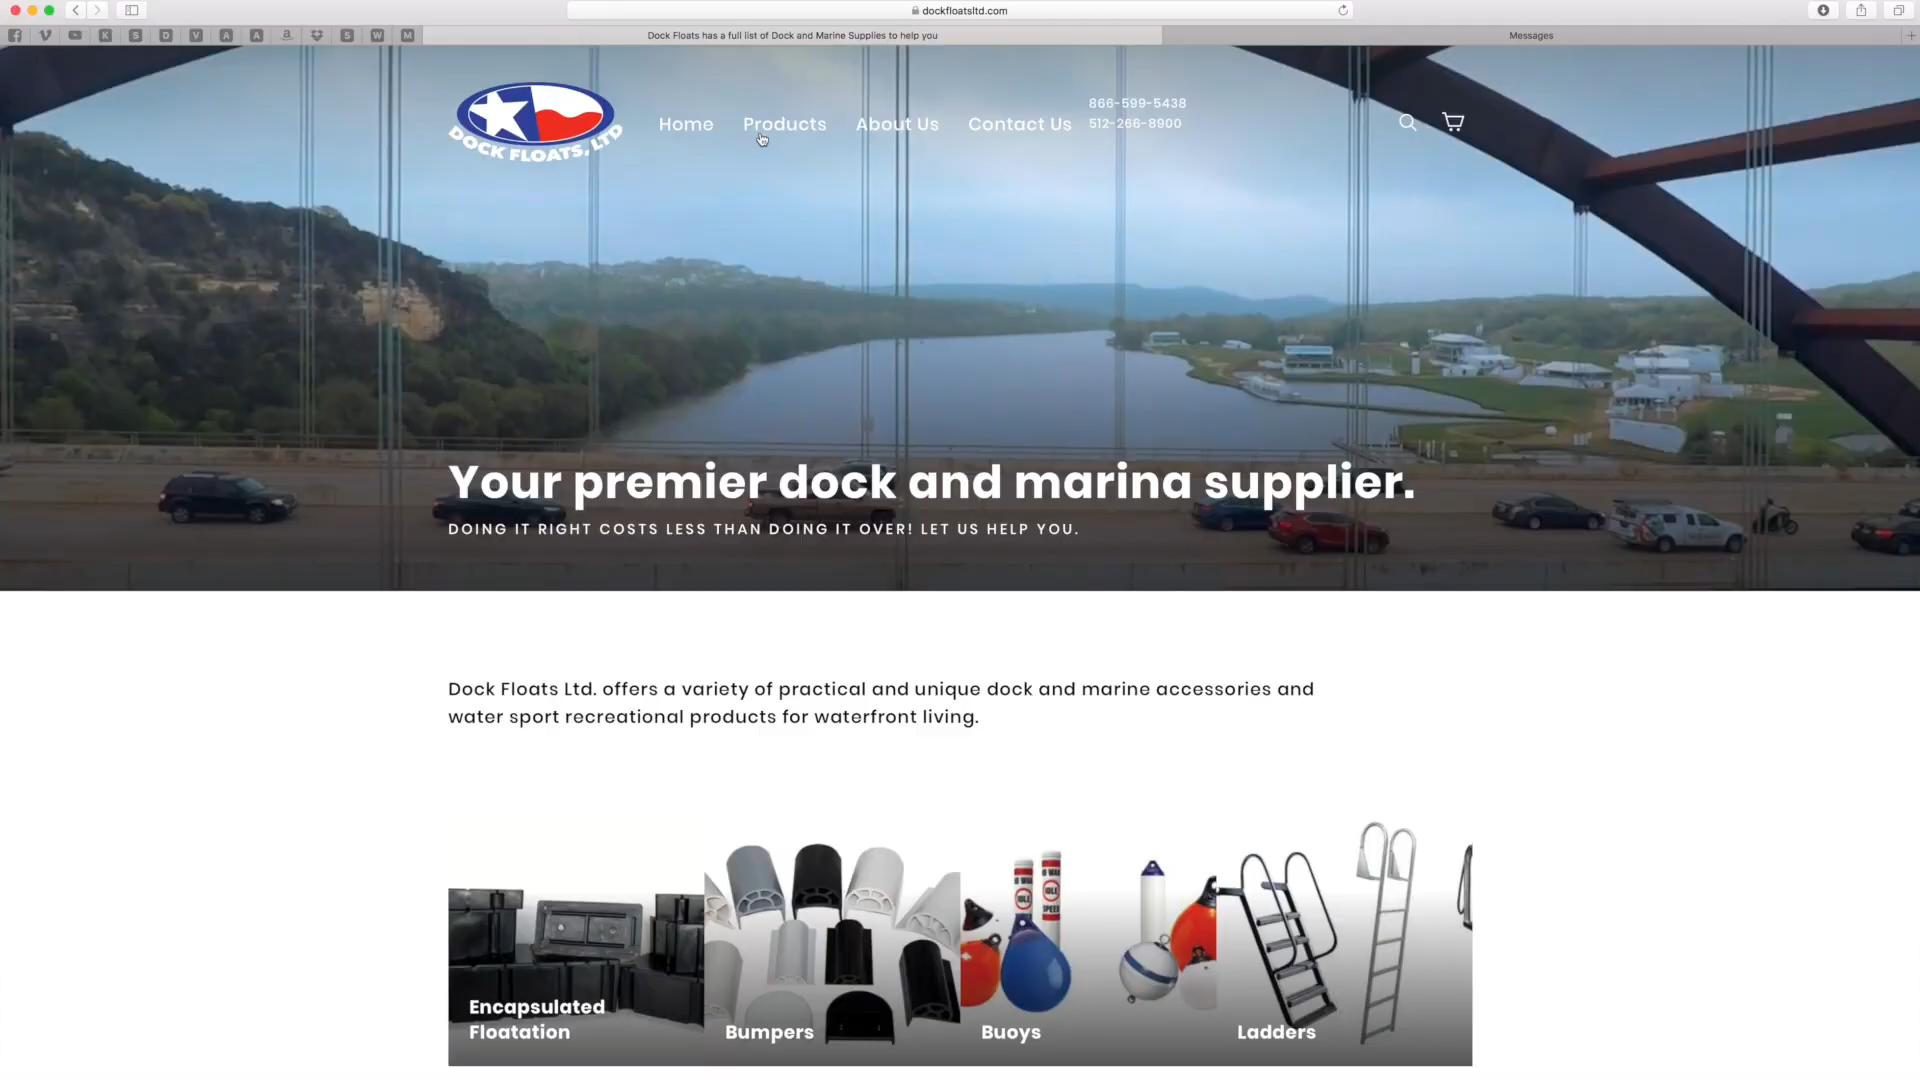 dockfloatsltd.com
K S D V A A a S W M
Dock Floats has a full list of Dock and Marine Supplies to help you
Messages
DOCK FLOATS, LTD
Home
Products
About Us
Contact Us
866-599-5438
512-266-8900
Your premier dock and marina supplier.
DOING IT RIGHT COSTS LESS THAN DOING IT OVER! LET US HELP YOU.
Dock Floats Ltd. offers a variety of practical and unique dock and marine accessories and
water sport recreational products for waterfront living.
IDLE
SPEED
Encapsulated
Floatation
Bumpers
Buoys
Ladders